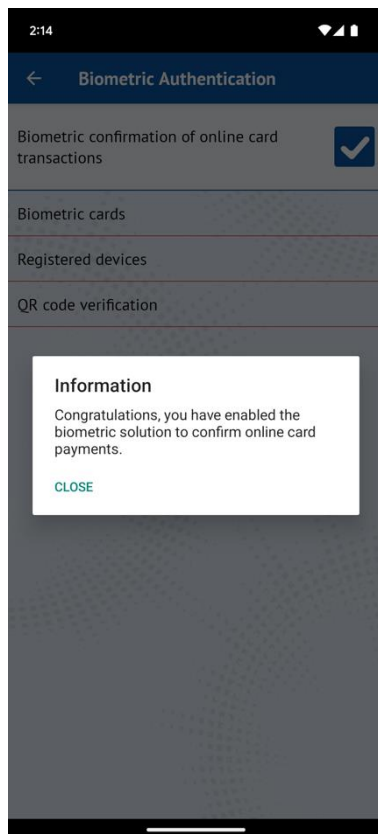 2:14
Biometric Authentication
Biometric confirmation of online card
transactions
Biometric cards
Registered devices
QR code verification
Information
Congratulations, you have enabled the
biometric solution to confirm online card
payments.
CLOSE